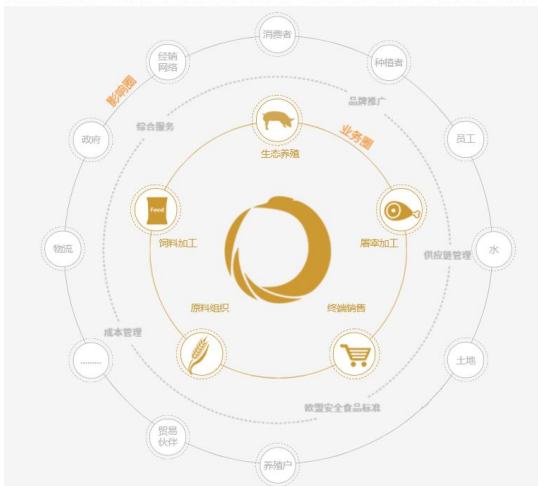 消费者
经销
网络
种植者
影响圈
品牌推广
综合服务
业务圈
政府
员工
生态养殖
Food
饲料加工
屠宰加工
物流
供应链管理
水
原料组织
终端销售
成本管理
.........
土地
欧盟安全食品标准
贸易
伙伴
养殖户